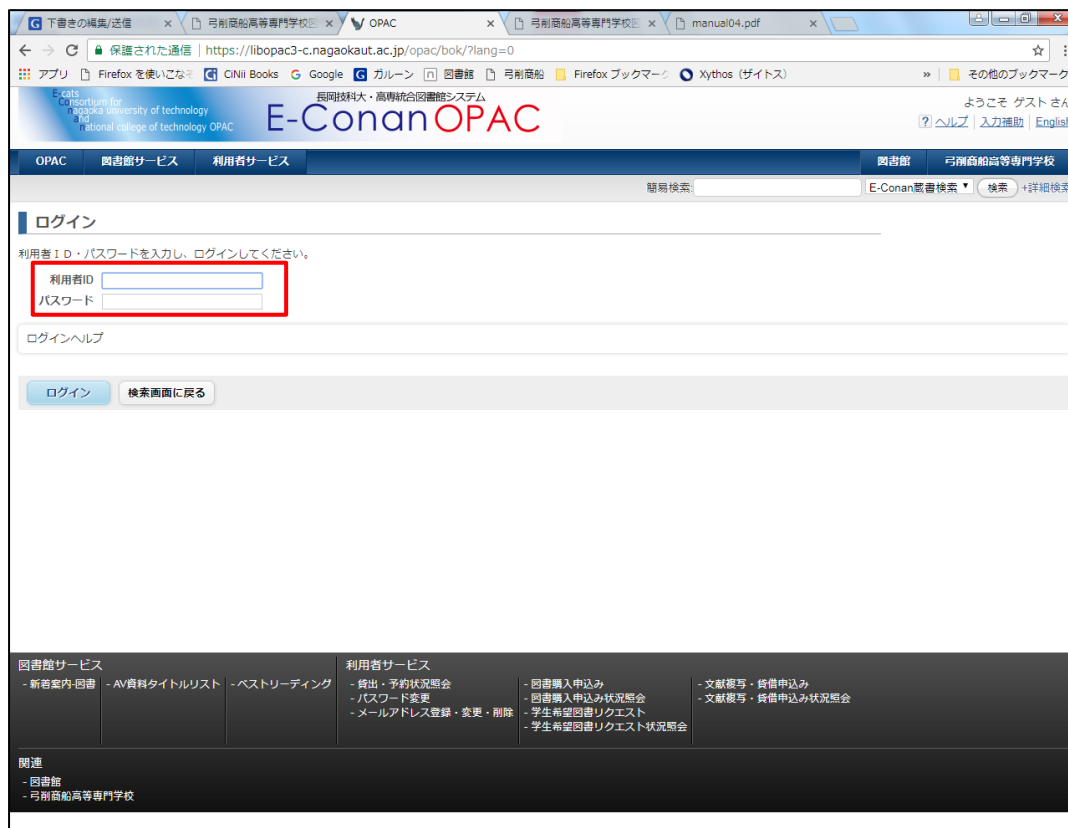 下書きの編集/送信
弓削商船高等専門学校図
OPAC
弓削商船高等専門学校図
manual04.pdf
保護された通信 | https://libopac3-c.nagaokaut.ac.jp/opac/bok/?lang=0
アプリ Firefox を使いこなそ CiNii Books Google ガルーン 図書館 弓削商船 Firefox ブックマーク Xythos（ザイトス） » その他のブックマーク
E-cats
Consortium for
nagaoka university of technology
and
national college of technology OPAC
長岡技科大・高専統合図書館システム
E-Conan OPAC
ようこそ ゲスト さん
? ヘルプ | 入力補助 | English
OPAC 図書館サービス 利用者サービス 図書館 弓削商船高等専門学校
簡易検索: E-Conan蔵書検索 ▼ 検索 +詳細検索
ログイン
利用者ＩＤ・パスワードを入力し、ログインしてください。
利用者ID
パスワード
ログインヘルプ
ログイン 検索画面に戻る
図書館サービス
- 新着案内-図書 - AV資料タイトルリスト - ベストリーディング
利用者サービス
- 貸出・予約状況照会
- パスワード変更
- メールアドレス登録・変更・削除
- 図書購入申込み
- 図書購入申込み状況照会
- 学生希望図書リクエスト
- 学生希望図書リクエスト状況照会
- 文献複写・貸借申込み
- 文献複写・貸借申込み状況照会
関連
- 図書館
- 弓削商船高等専門学校